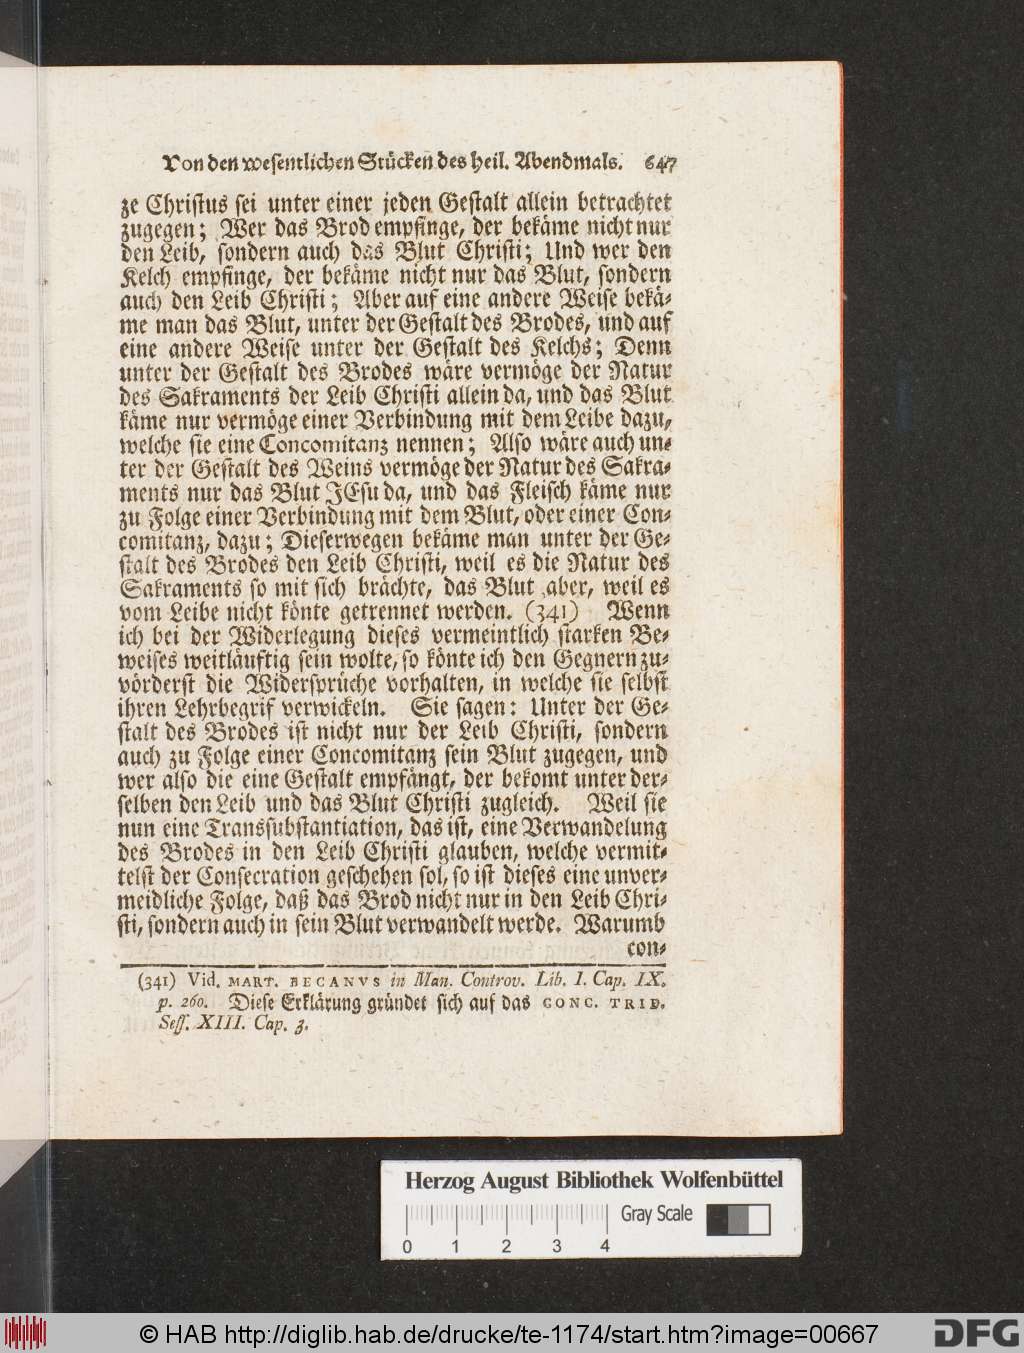 Von den wesentlichen Stücken des heil. Abendmals. 647
ze Christus sei unter einer jeden Gestalt allein betrachtet
zugegen; Wer das Brod empfinge, der bekäme nicht nur
den Leib, sondern auch das Blut Christi; Und wer den
Kelch empfinge, der bekäme nicht nur das Blut, sondern
auch den Leib Christi; Aber auf eine andere Weise bekä-
me man das Blut, unter der Gestalt des Brodes, und auf
eine andere Weise unter der Gestalt des Kelchs; Denn
unter der Gestalt des Brodes wäre vermöge der Natur
des Sakraments der Leib Christi allein da, und das Blut
käme nur vermöge einer Verbindung mit dem Leibe dazu,
welche sie eine Concomitanz nennen; Also wäre auch un-
ter der Gestalt des Weins vermöge der Natur des Sakra-
ments nur das Blut JEsu da, und das Fleisch käme nur
zu Folge einer Verbindung mit dem Blut, oder einer Con-
comitanz, dazu; Dieserwegen bekäme man unter der Ge-
stalt des Brodes den Leib Christi, weil es die Natur des
Sakraments so mit sich brächte, das Blut aber, weil es
vom Leibe nicht könte getrennet werden. (341) Wenn
ich bei der Widerlegung dieses vermeintlich starken Be-
weises weitläuftig sein wolte, so könte ich den Gegnern zu-
vörderst die Widersprüche vorhalten, in welche sie selbst
ihren Lehrbegrif verwickeln. Sie sagen: Unter der Ge-
stalt des Brodes ist nicht nur der Leib Christi, sondern
auch zu Folge einer Concomitanz sein Blut zugegen, und
wer also die eine Gestalt empfängt, der bekomt unter der-
selben den Leib und das Blut Christi zugleich. Weil sie
nun eine Transsubstantiation, das ist, eine Verwandelung
des Brodes in den Leib Christi glauben, welche vermit-
telst der Consecration geschehen sol, so ist dieses eine unver-
meidliche Folge, daß das Brod nicht nur in den Leib Chri-
sti, sondern auch in sein Blut verwandelt werde. Warumb
con-
(341) Vid. MART. BECANVS in Man. Controv. Lib. I. Cap. IX.
p. 260. Diese Erklärung gründet sich auf das CONC. TRID.
Sess. XIII. Cap. 3.
Herzog August Bibliothek Wolfenbüttel
Gray Scale
0 1 2 3 4
© HAB http://diglib.hab.de/drucke/te-1174/start.htm?image=00667
DFG